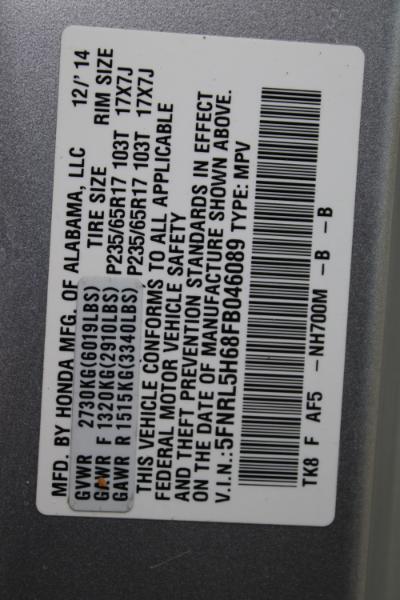 MFD. BY HONDA MFG. OF ALABAMA, LLC 12/'14
TIRE SIZE RIM SIZE
GVWR 2730KG(6019LBS)
GAWR F 1320KG(2910LBS) P235/65R17 103T 17X7J
GAWR R 1515KG(3340LBS) P235/65R17 103T 17X7J
THIS VEHICLE CONFORMS TO ALL APPLICABLE
FEDERAL MOTOR VEHICLE SAFETY
AND THEFT PREVENTION STANDARDS IN EFFECT
ON THE DATE OF MANUFACTURE SHOWN ABOVE.
V.I.N.:5FNRL5H68FB046089 TYPE: MPV
TK8 F AF5 -NH700M -B -B